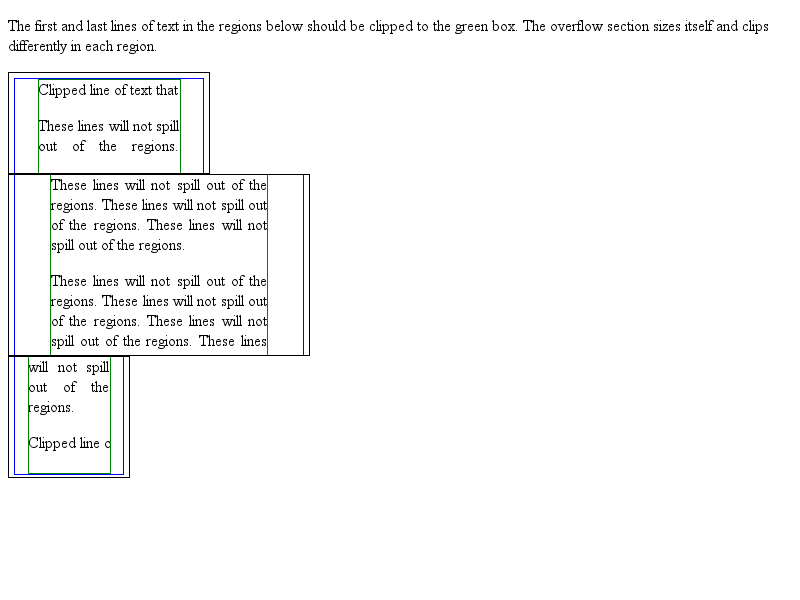 The first and last lines of text in the regions below should be clipped to the green box. The overflow section sizes itself and clips
differently in each region.
Clipped line of text that
These lines will not spill
out of the regions.
These lines will not spill out of the
regions. These lines will not spill out
of the regions. These lines will not
spill out of the regions.
These lines will not spill out of the
regions. These lines will not spill out
of the regions. These lines will not
spill out of the regions. These lines
will not spill
out of the
regions.
Clipped line